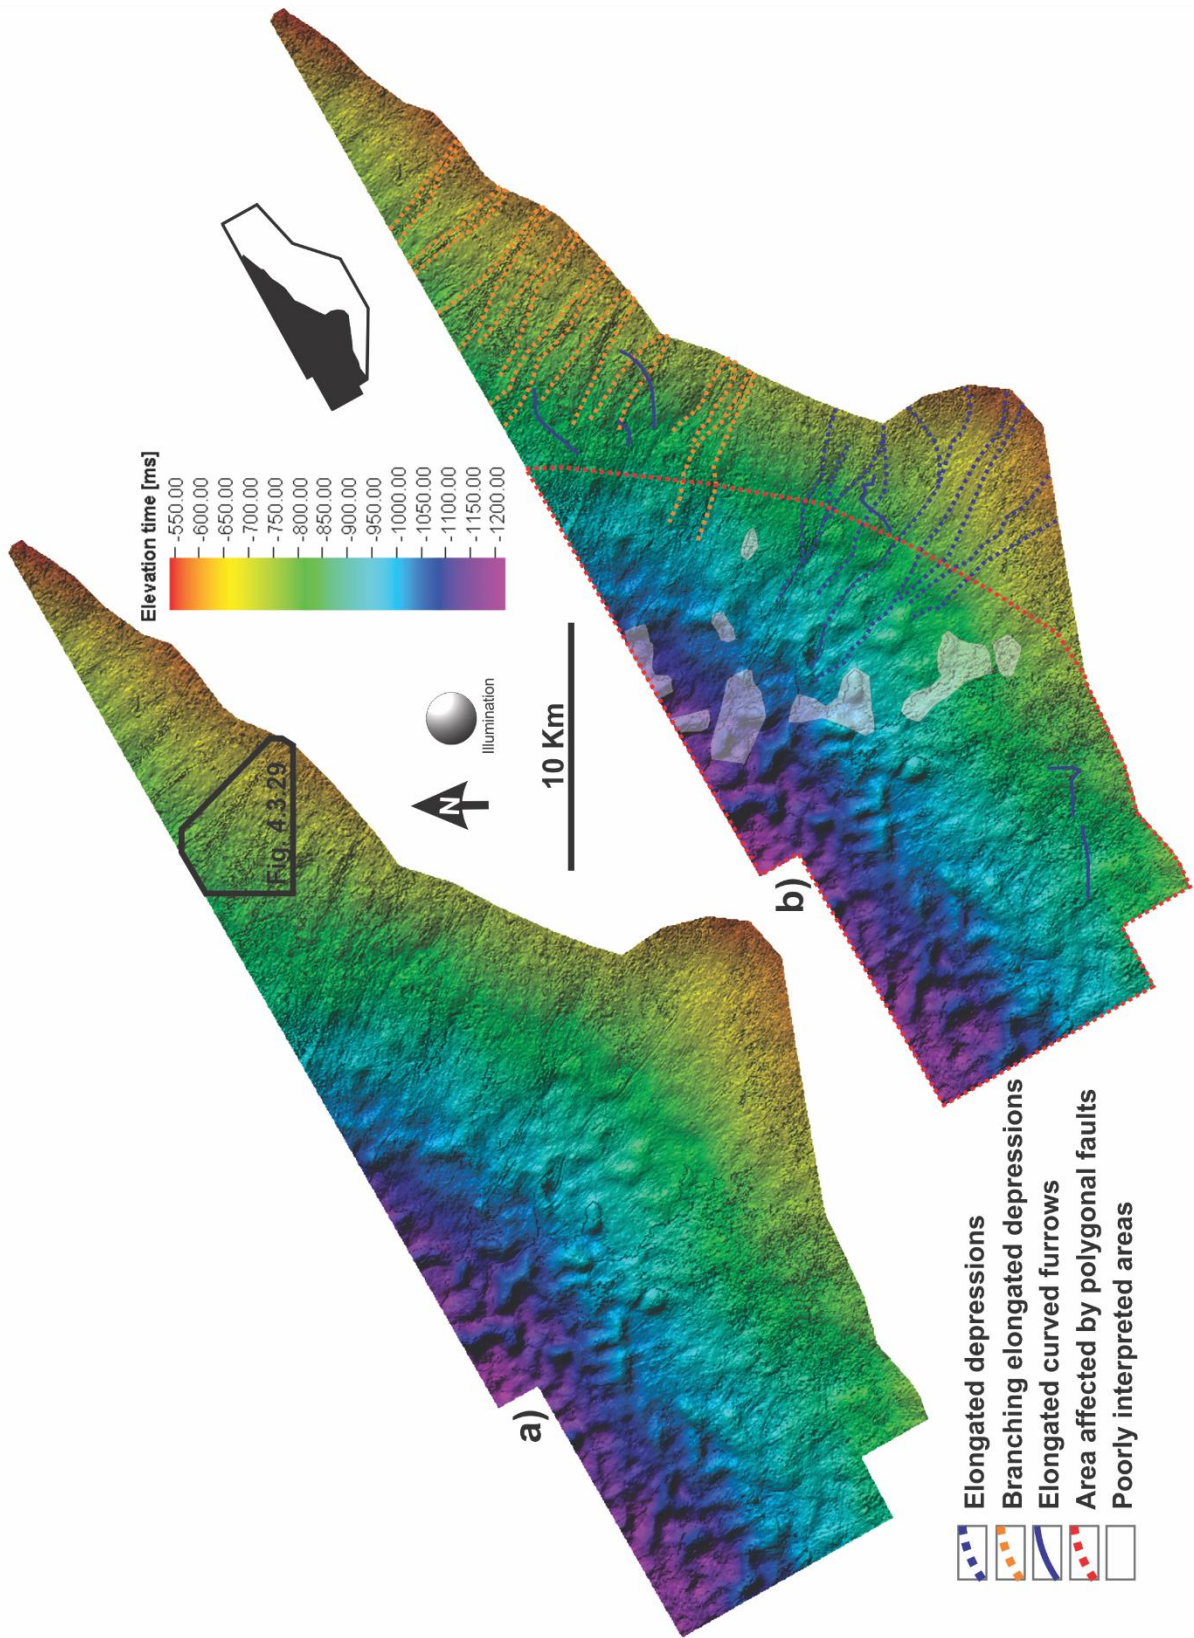 a)
Fig. 4.3.29
N
Illumination
10 Km
Elevation time [ms]
-550.00
-600.00
-650.00
-700.00
-750.00
-800.00
-850.00
-900.00
-950.00
-1000.00
-1050.00
-1100.00
-1150.00
-1200.00
b)
Elongated depressions
Branching elongated depressions
Elongated curved furrows
Area affected by polygonal faults
Poorly interpreted areas